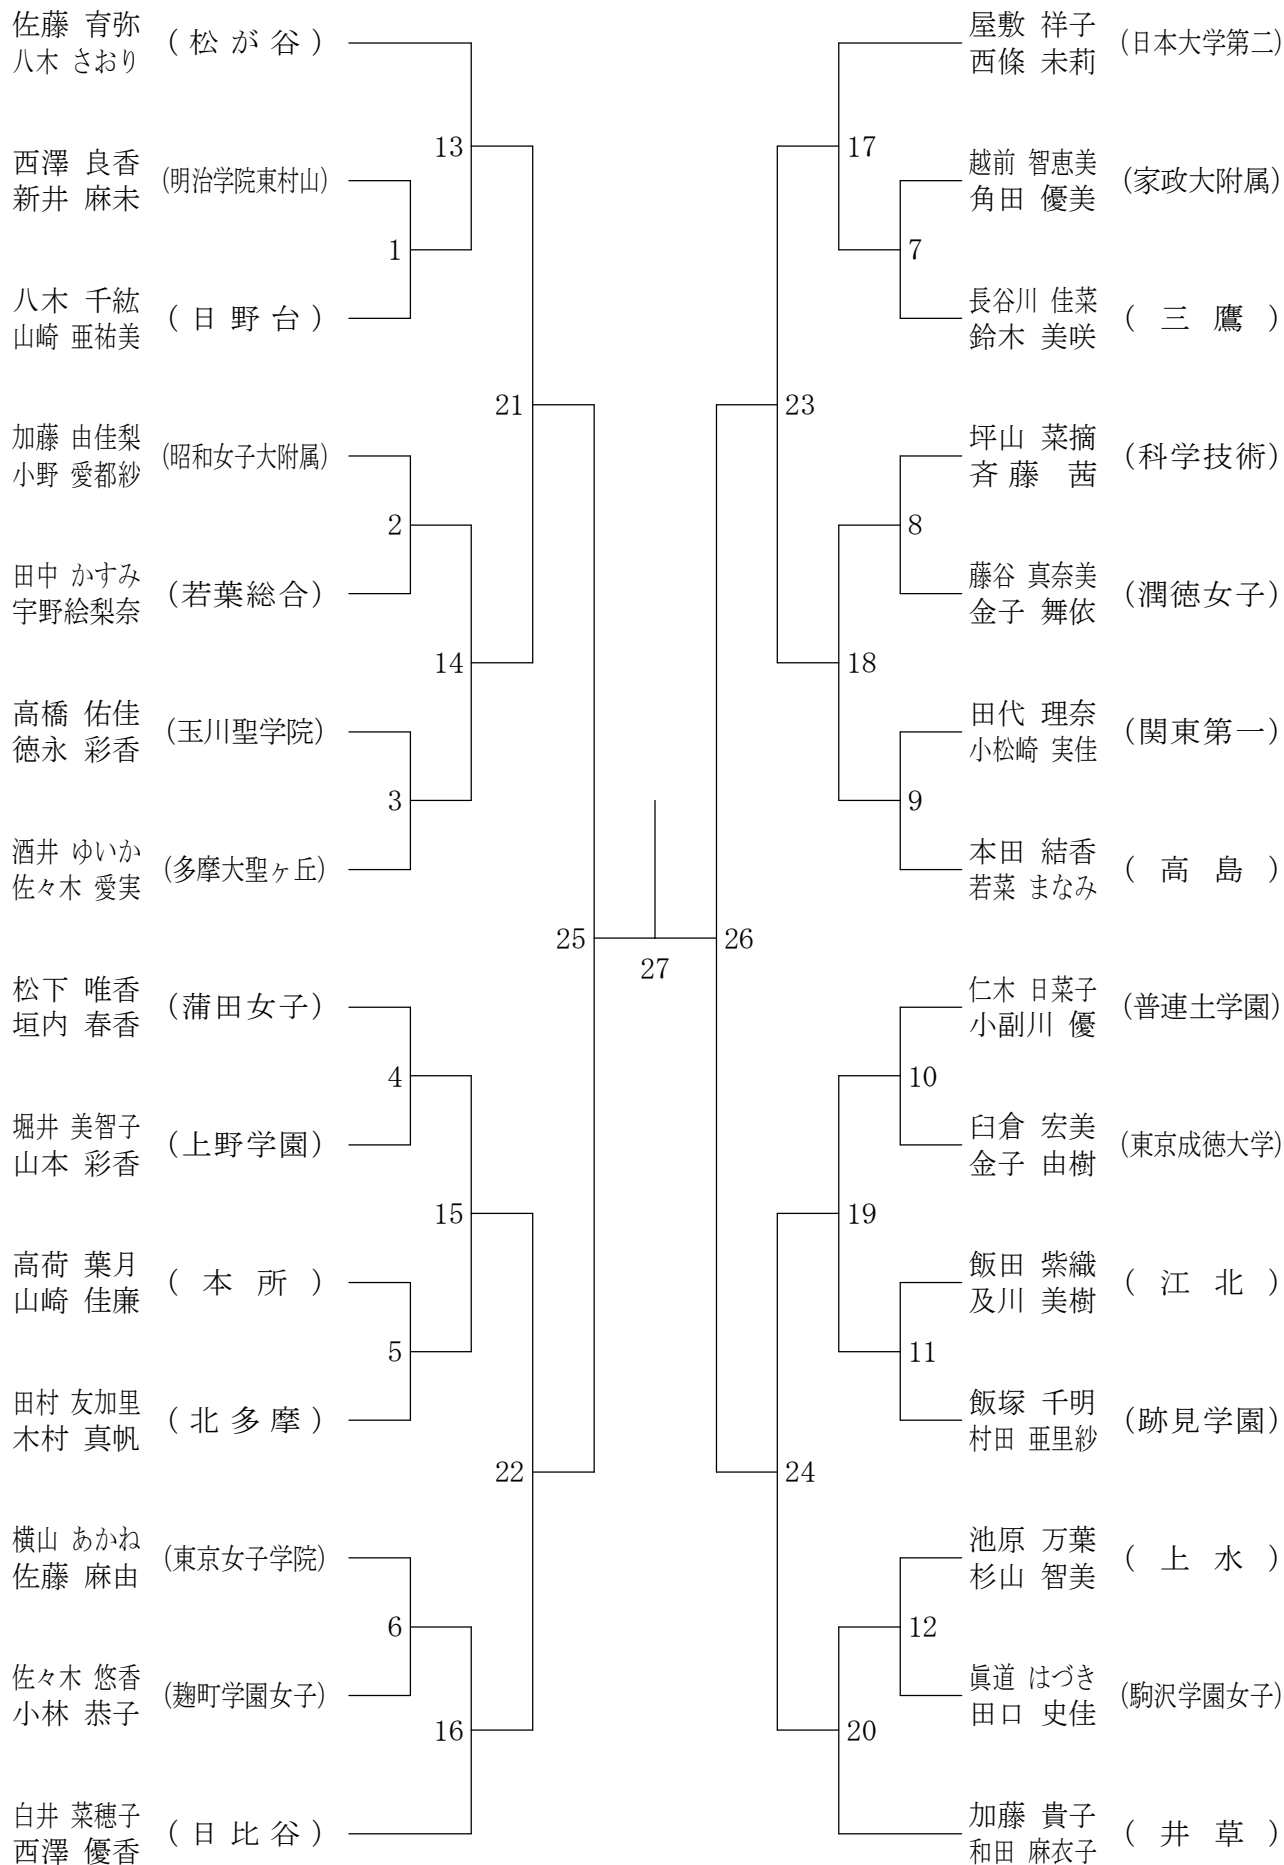 佐藤 育弥
八木 さおり
(松が谷)
13
西澤 良香
新井 麻未
(明治学院東村山)
1
八木 千紘
山崎 亜祐美
(日野台)
21
加藤 由佳梨
小野 愛都紗
(昭和女子大附属)
2
田中 かすみ
宇野絵梨奈
(若葉総合)
14
高橋 佑佳
徳永 彩香
(玉川聖学院)
3
酒井 ゆいか
佐々木 愛実
(多摩大聖ヶ丘)
25
松下 唯香
垣内 春香
(蒲田女子)
4
堀井 美智子
山本 彩香
(上野学園)
15
高荷 葉月
山崎 佳廉
(本所)
5
田村 友加里
木村 真帆
(北多摩)
22
横山 あかね
佐藤 麻由
(東京女子学院)
6
佐々木 悠香
小林 恭子
(麹町学園女子)
16
白井 菜穂子
西澤 優香
(日比谷)
27
屋敷 祥子
西條 未莉
(日本大学第二)
17
越前 智恵美
角田 優美
(家政大附属)
7
長谷川 佳菜
鈴木 美咲
(三鷹)
23
坪山 菜摘
斉藤 茜
(科学技術)
8
藤谷 真奈美
金子 舞依
(潤徳女子)
18
田代 理奈
小松崎 実佳
(関東第一)
9
本田 結香
若菜 まなみ
(高島)
26
仁木 日菜子
小副川 優
(普連土学園)
10
臼倉 宏美
金子 由樹
(東京成徳大学)
19
飯田 紫織
及川 美樹
(江北)
11
飯塚 千明
村田 亜里紗
(跡見学園)
24
池原 万葉
杉山 智美
(上水)
12
眞道 はづき
田口 史佳
(駒沢学園女子)
20
加藤 貴子
和田 麻衣子
(井草)